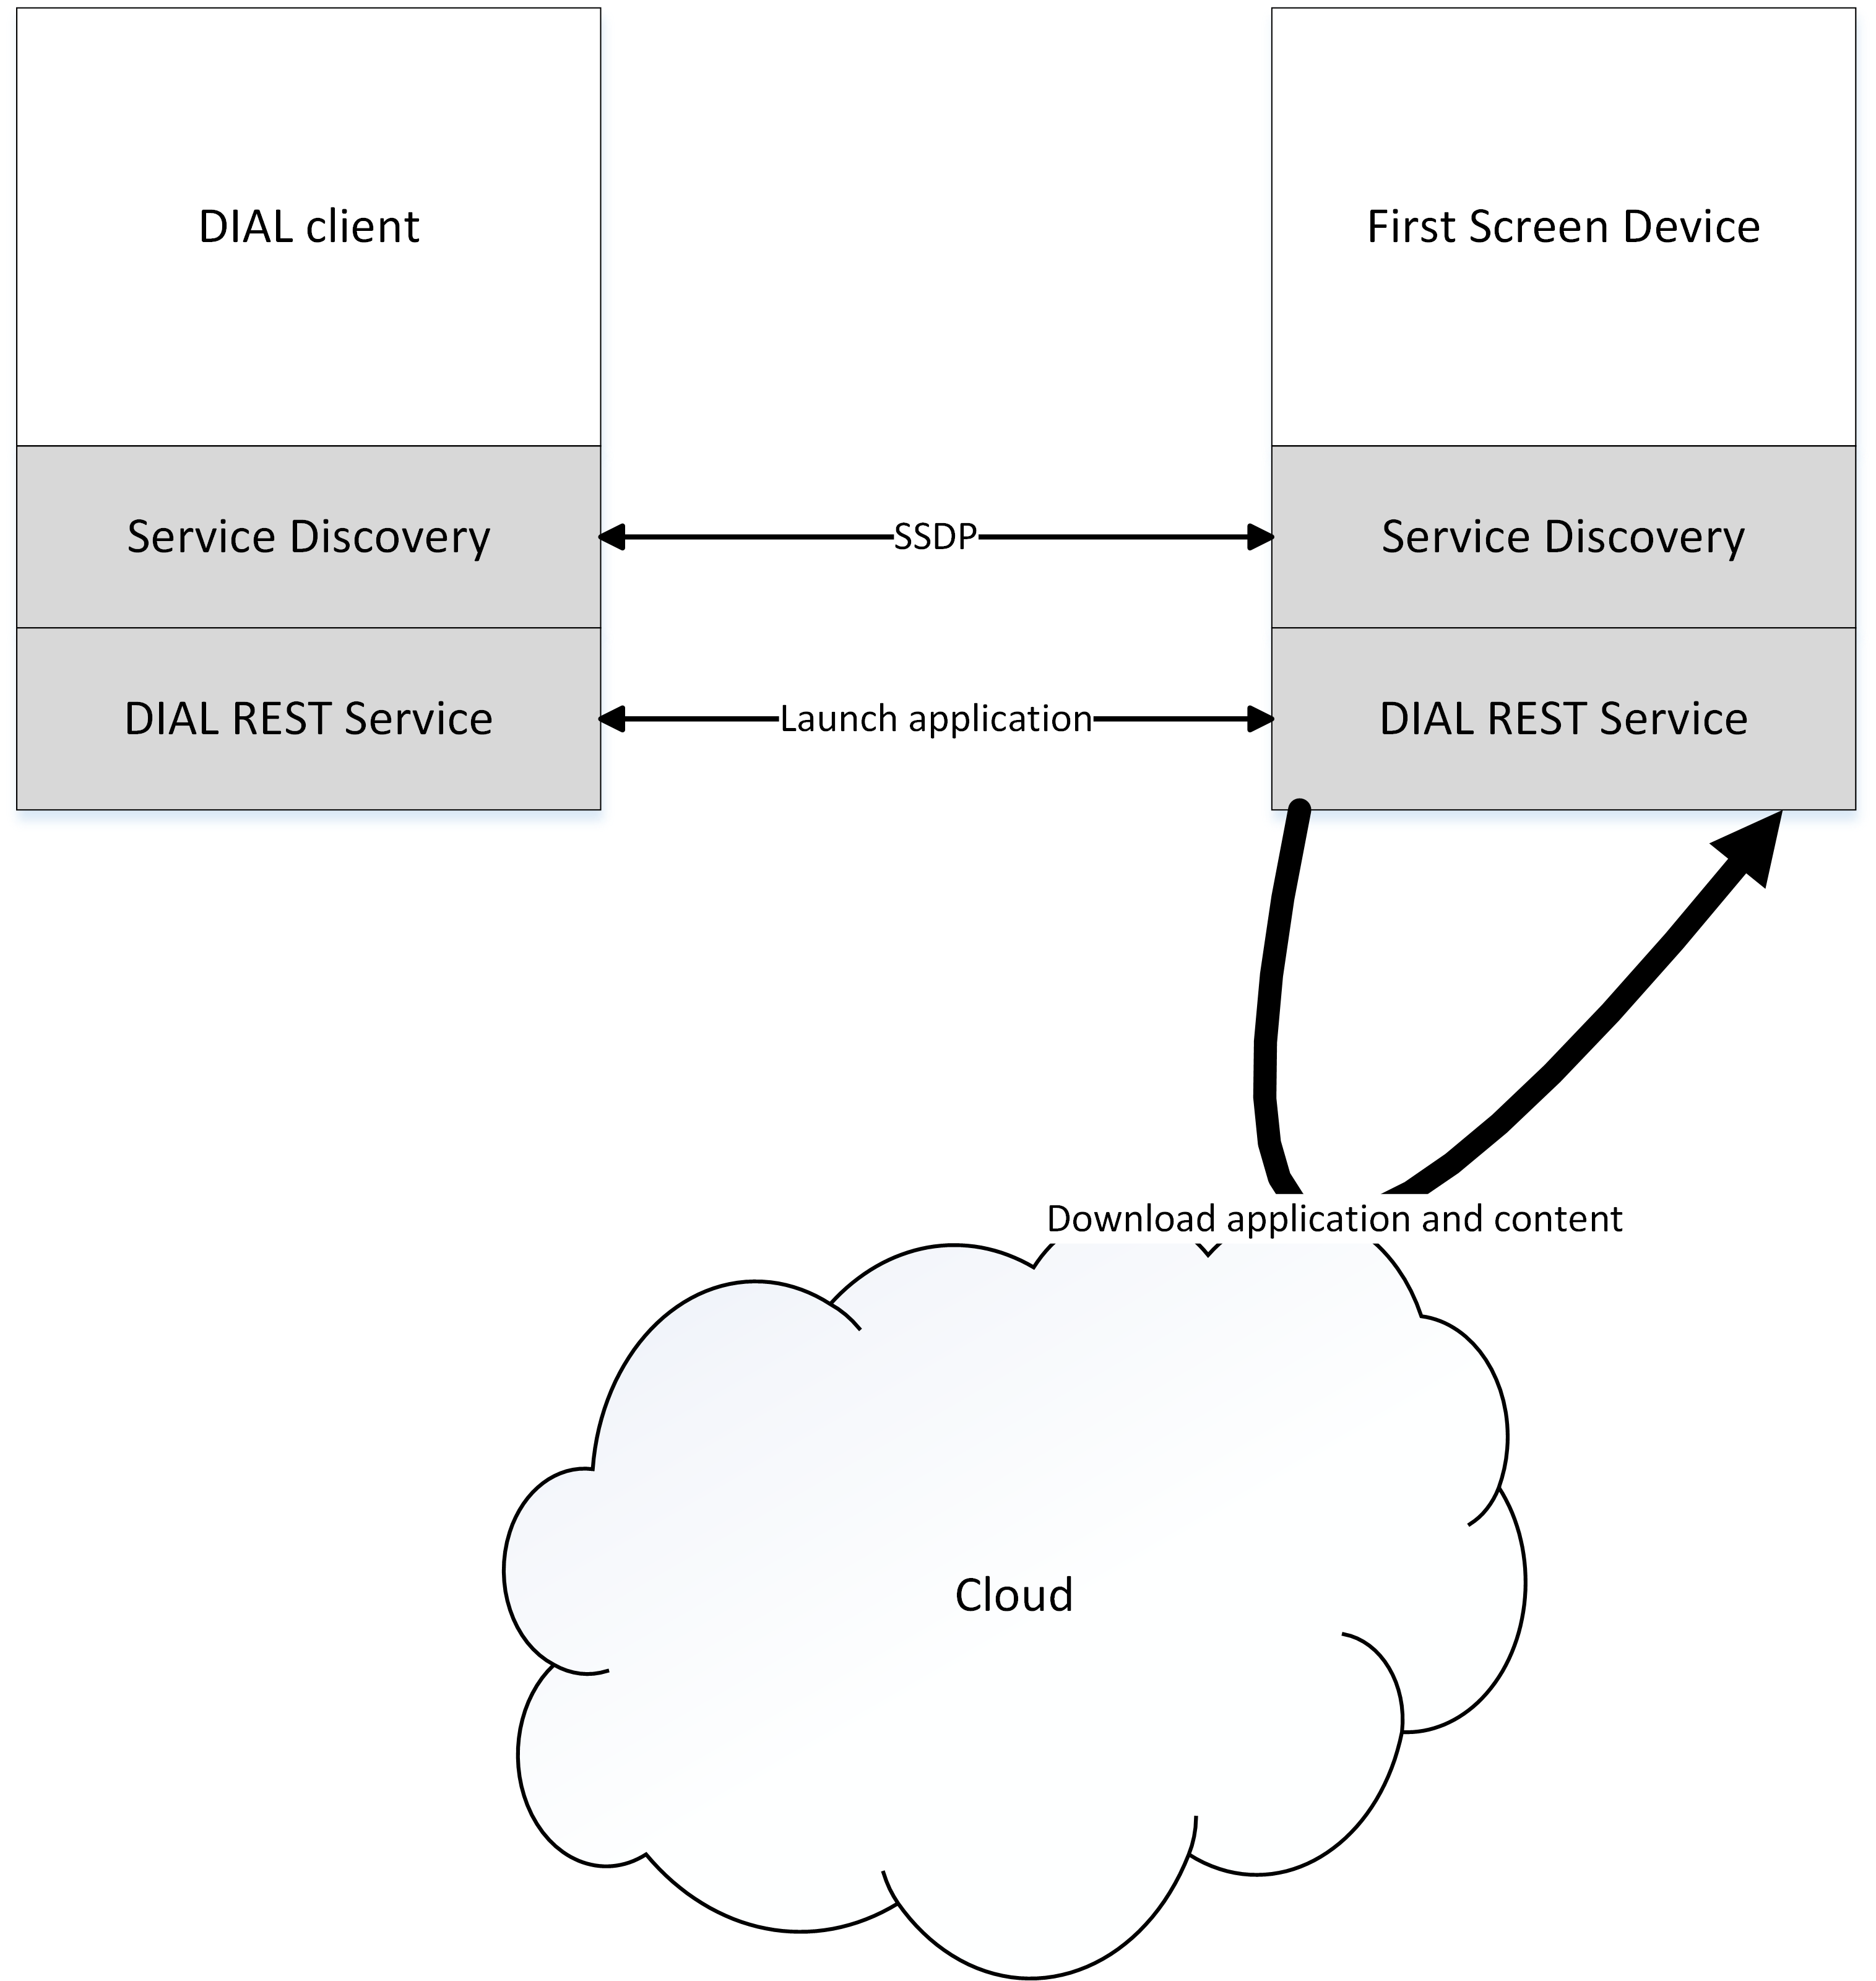 DIAL client
First Screen Device
Service Discovery
SSDP
Service Discovery
DIAL REST Service
Launch application
DIAL REST Service
Download application and content
Cloud